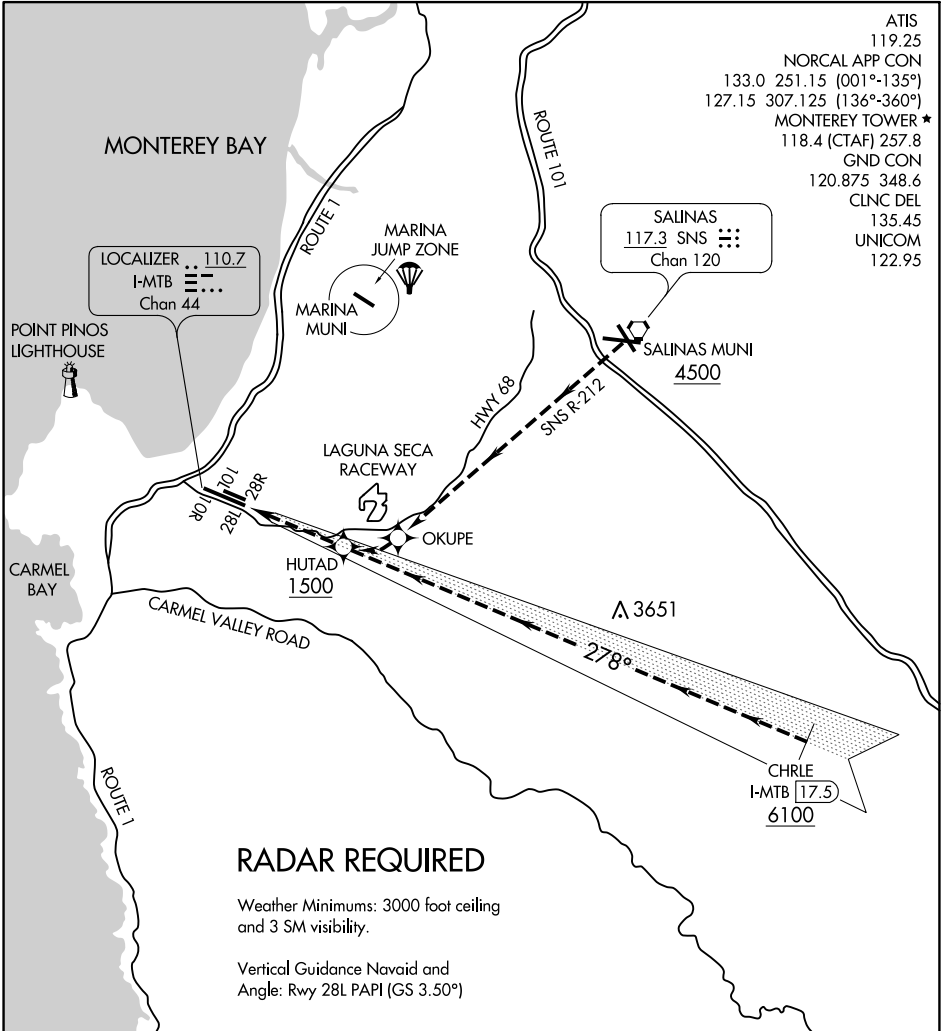 ATIS
119.25
NORCAL APP CON
133.0 251.15 (001°-135°)
127.15 307.125 (136°-360°)
MONTEREY TOWER ★
118.4 (CTAF) 257.8
GND CON
120.875 348.6
CLNC DEL
135.45
UNICOM
122.95
MONTEREY BAY
ROUTE 1
ROUTE 101
MARINA
JUMP ZONE
MARINA
MUNI
SALINAS
117.3 SNS
Chan 120
LOCALIZER 110.7
I-MTB
Chan 44
POINT PINOS
LIGHTHOUSE
SALINAS MUNI
4500
HWY 68
SNS R-212
LAGUNA SECA
RACEWAY
10L
28R
10R
28L
OKUPE
HUTAD
1500
CARMEL
BAY
CARMEL VALLEY ROAD
3651
278°
CHRLE
I-MTB 17.5
6100
ROUTE 1
RADAR REQUIRED
Weather Minimums: 3000 foot ceiling
and 3 SM visibility.
Vertical Guidance Navaid and
Angle: Rwy 28L PAPI (GS 3.50°)